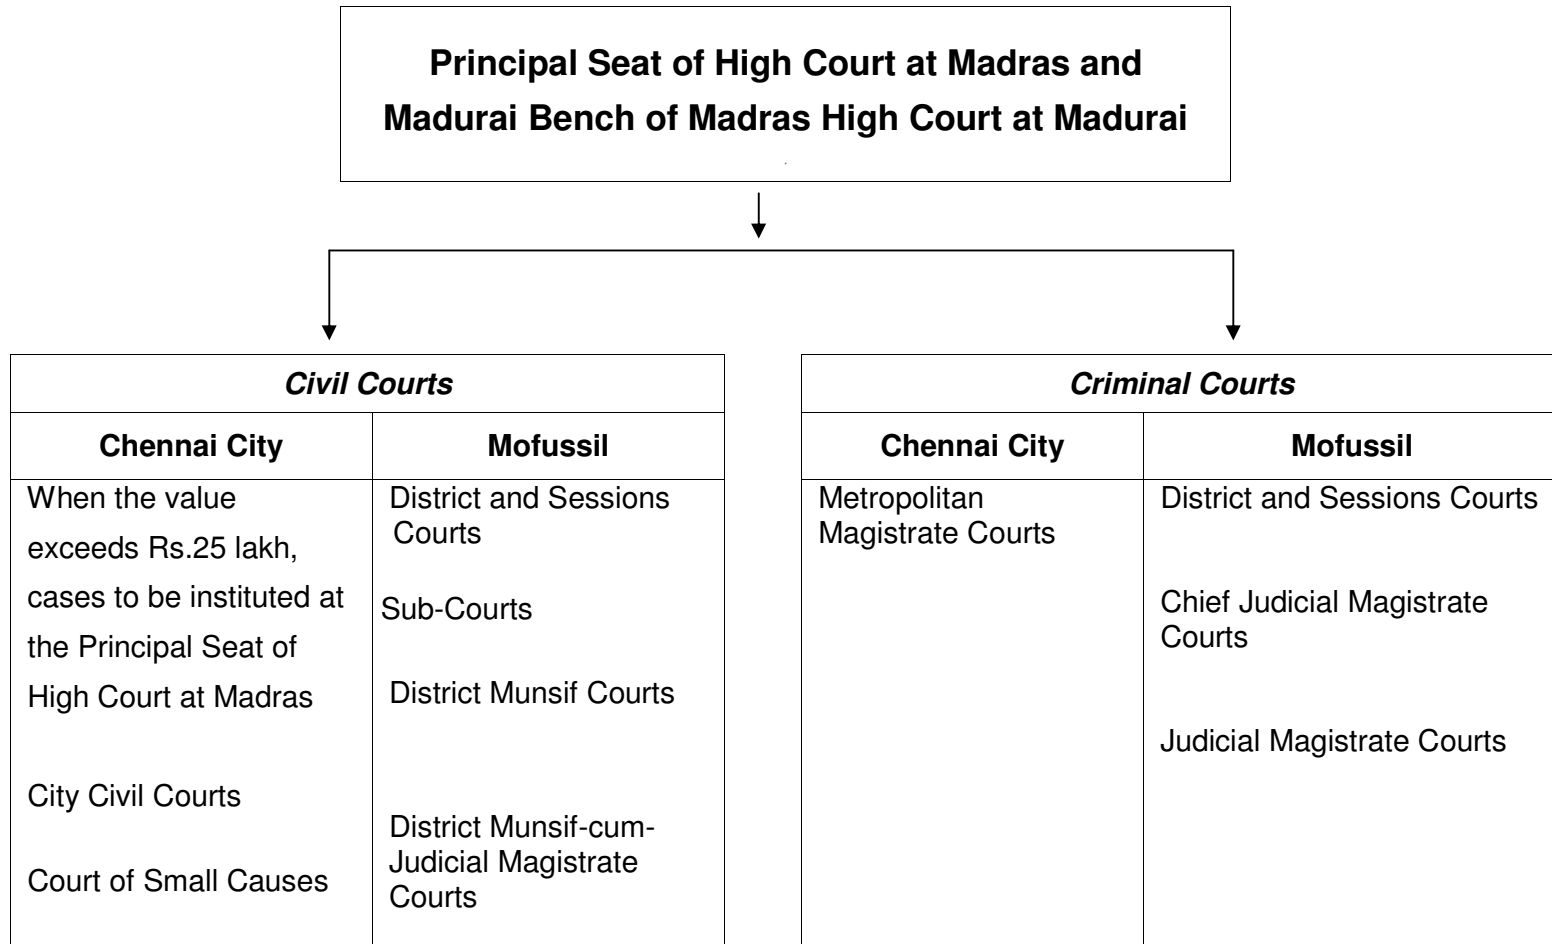 Principal Seat of High Court at Madras and
Madurai Bench of Madras High Court at Madurai
Civil Courts
Chennai City
Mofussil
When the value
exceeds Rs.25 lakh,
cases to be instituted at
the Principal Seat of
High Court at Madras
City Civil Courts
Court of Small Causes
District and Sessions
Courts
Sub-Courts
District Munsif Courts
District Munsif-cum-
Judicial Magistrate
Courts
Criminal Courts
Chennai City
Mofussil
Metropolitan
Magistrate Courts
District and Sessions Courts
Chief Judicial Magistrate
Courts
Judicial Magistrate Courts